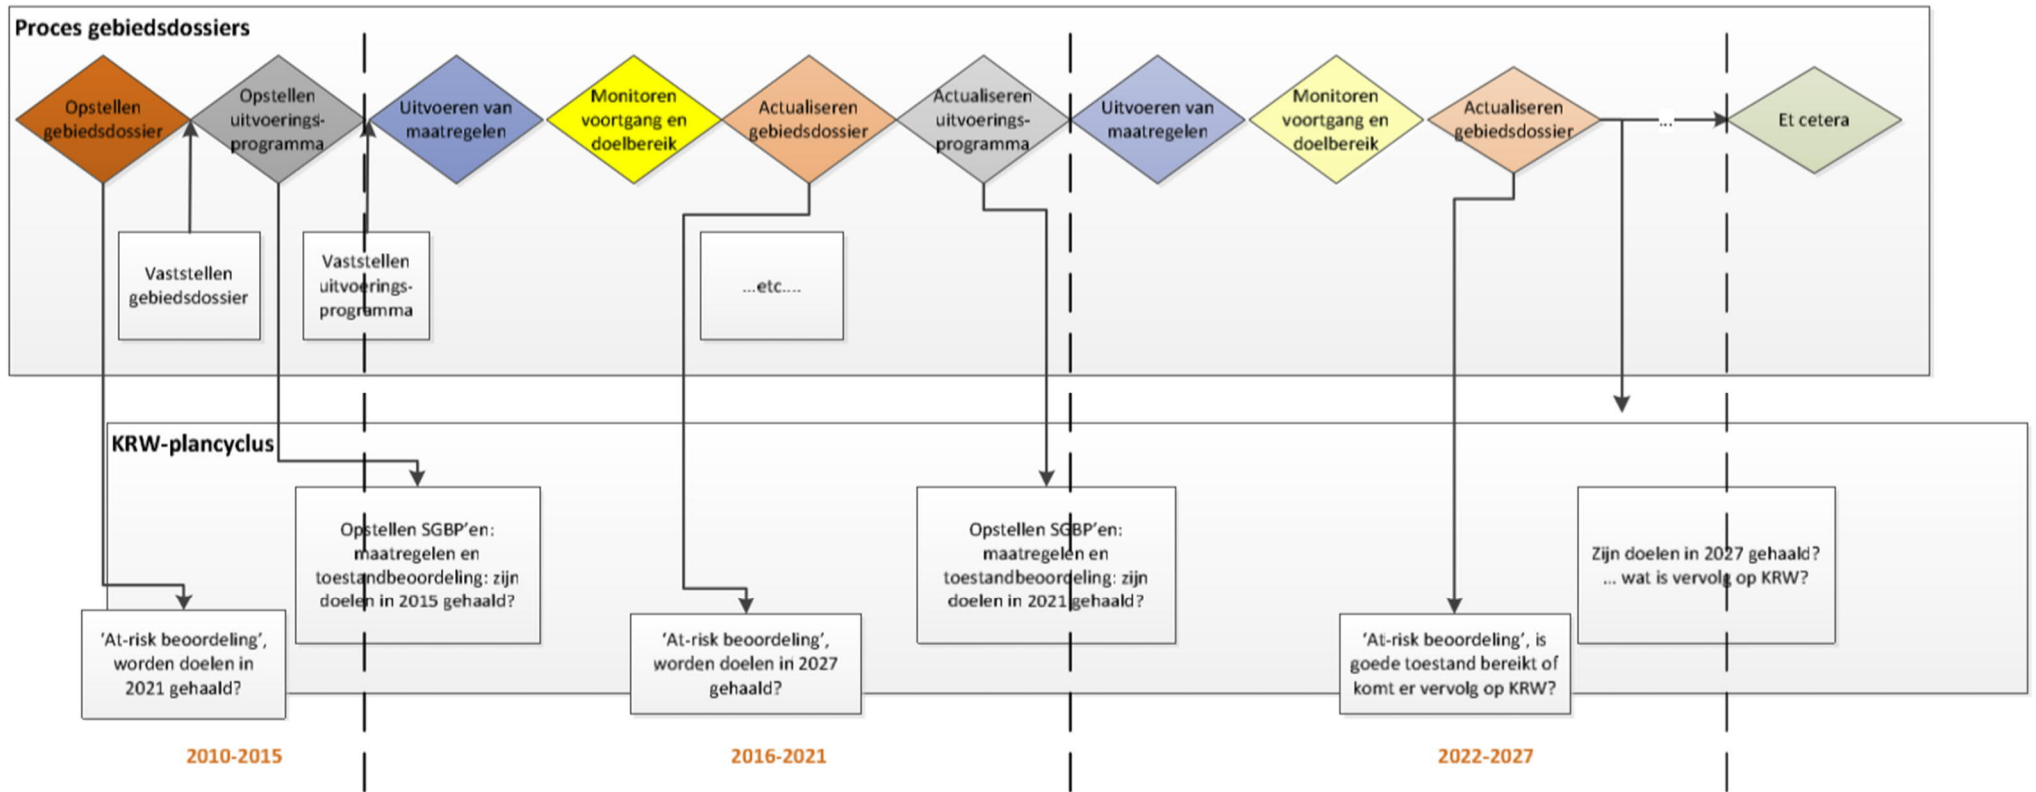 Proces gebiedsdossiers
Opstellen
gebiedsdossier
Opstellen
uitvoerings-
programma
Uitvoeren van
maatregelen
Monitoren
voortgang en
doelbereik
Actualiseren
gebiedsdossier
Actualiseren
uitvoerings-
programma
Uitvoeren van
maatregelen
Monitoren
voortgang en
doelbereik
Actualiseren
gebiedsdossier
...
Et cetera
Vaststellen
gebiedsdossier
Vaststellen
uitvoerings-
programma
...etc....
KRW-plancyclus
‘At-risk beoordeling’,
worden doelen in
2021 gehaald?
Opstellen SGBP’en:
maatregelen en
toestandbeoordeling: zijn
doelen in 2015 gehaald?
‘At-risk beoordeling’,
worden doelen in 2027
gehaald?
Opstellen SGBP’en:
maatregelen en
toestandbeoordeling: zijn
doelen in 2021 gehaald?
‘At-risk beoordeling’, is
goede toestand bereikt of
komt er vervolg op KRW?
Zijn doelen in 2027 gehaald?
... wat is vervolg op KRW?
2010-2015
2016-2021
2022-2027